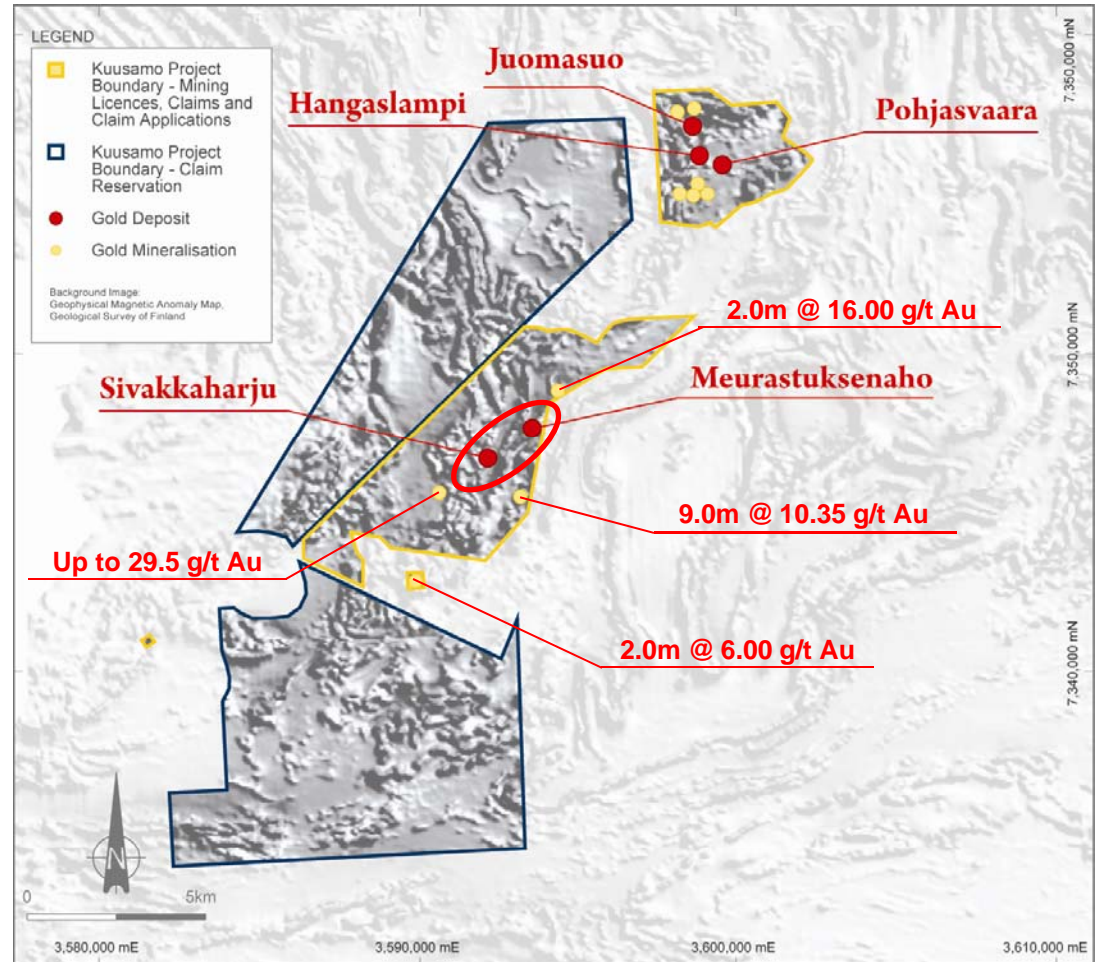 LEGEND
Kuusamo Project
Boundary - Mining
Licences, Claims and
Claim Applications
Kuusamo Project
Boundary - Claim
Reservation
Gold Deposit
Gold Mineralisation
Background Image:
Geophysical Magnetic Anomaly Map,
Geological Survey of Finland
Juomasuo
Hangaslampi
Pohjasvaara
7,350,000 mN
2.0m @ 16.00 g/t Au
7,350,000 mN
Sivakkaharju
Meurastuksenaho
9.0m @ 10.35 g/t Au
Up to 29.5 g/t Au
2.0m @ 6.00 g/t Au
7,340,000 mN
N
0
5km
3,580,000 mE
3,590,000 mE
3,600,000 mE
3,610,000 mE